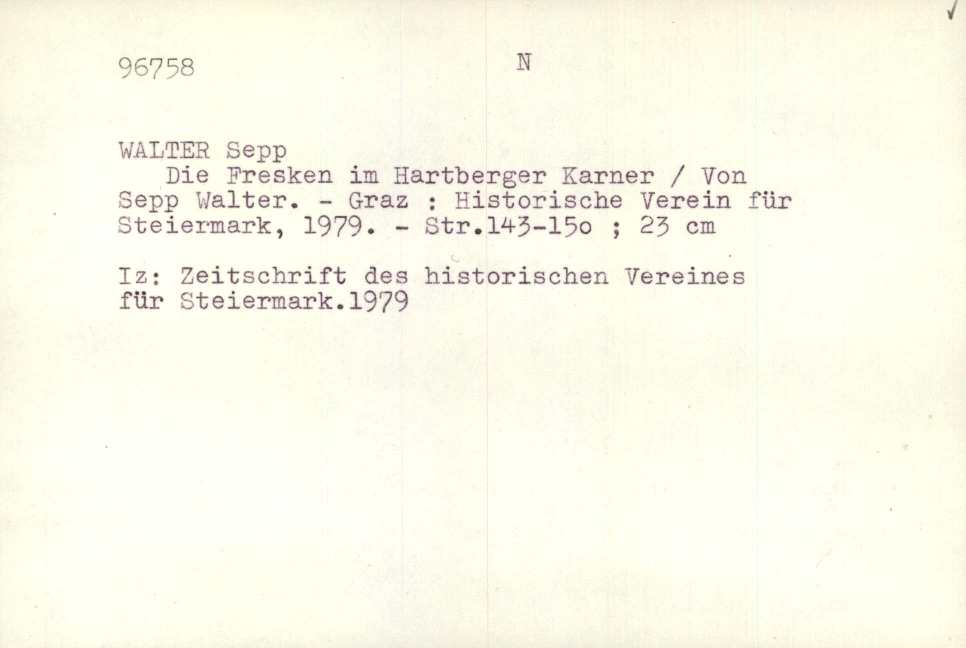 96758 N
WALTER Sepp
Die Fresken im Hartberger Karner / Von
Sepp Walter. - Graz : Historische Verein für
Steiermark, 1979. - Str.143-15o ; 23 cm
Iz: Zeitschrift des historischen Vereines
für Steiermark.1979